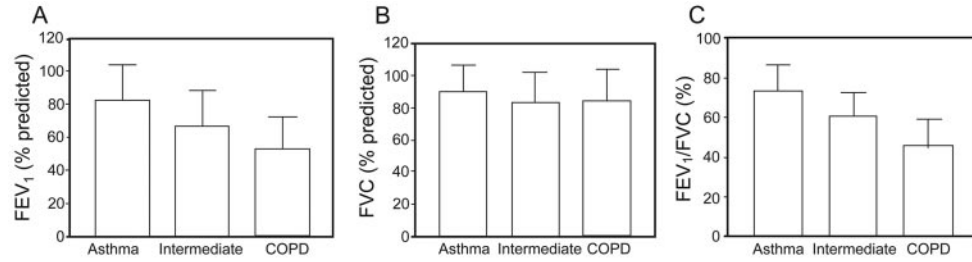 A
FEV₁ (% predicted)
120
100
80
60
40
20
0
Asthma Intermediate COPD
B
FVC (% predicted)
120
100
80
60
40
20
0
Asthma Intermediate COPD
C
FEV₁/FVC (%)
100
80
60
40
20
0
Asthma Intermediate COPD